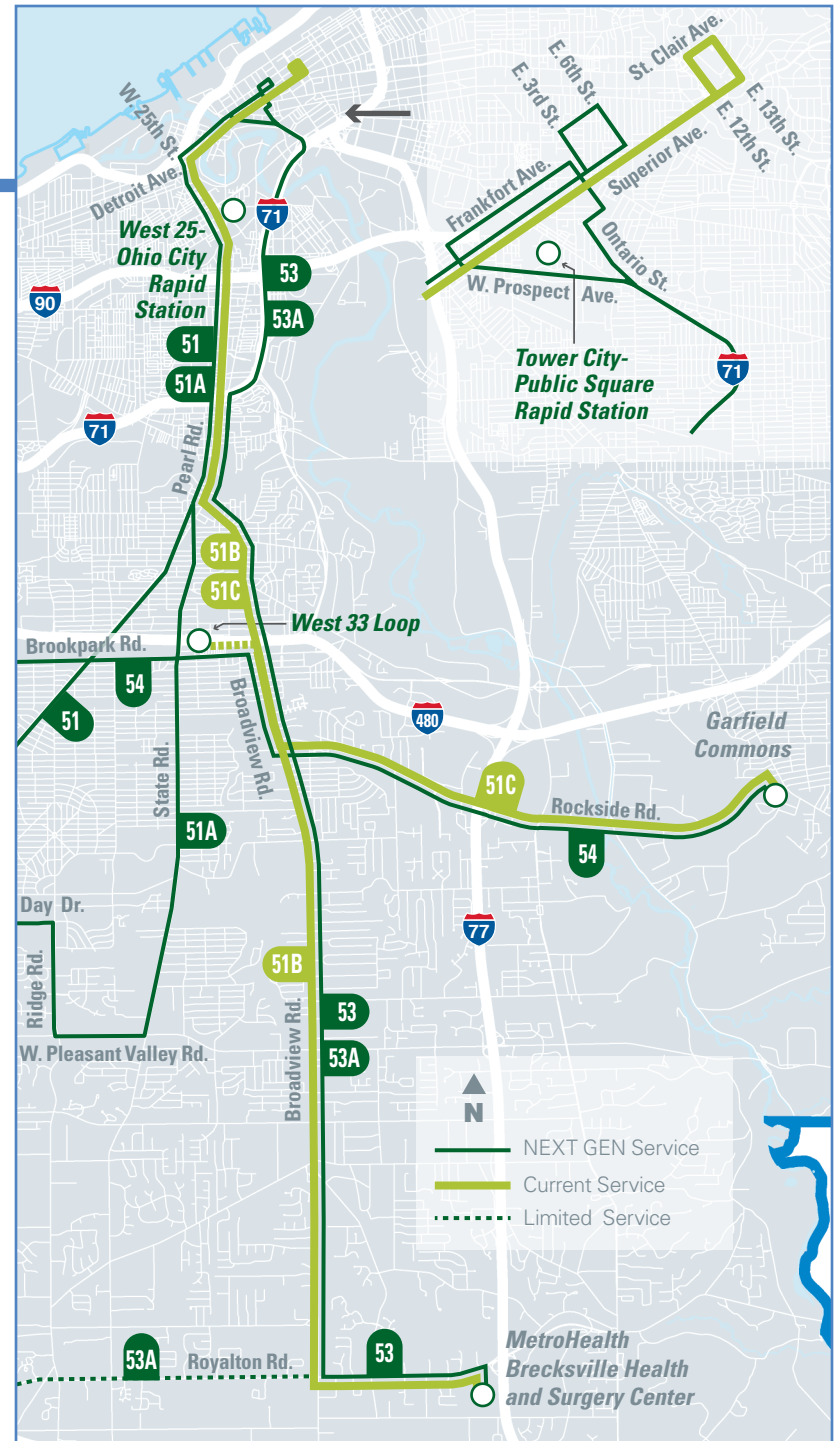 E. 6th St.
E. 3rd St.
St. Clair Ave.
E. 13th St.
E. 12th St.
Superior Ave.
Frankfort Ave.
Ontario St.
W. Prospect Ave.
Tower City-
Public Square
Rapid Station
71
W. 25th St.
Detroit Ave.
71
West 25-
Ohio City
Rapid
Station
90
53
53A
51
51A
71
Pearl Rd.
51B
51C
West 33 Loop
Brookpark Rd.
54
51
Broadview Rd.
480
Garfield
Commons
State Rd.
51C
Rockside Rd.
51A
54
Day Dr.
77
Ridge Rd.
51B
W. Pleasant Valley Rd.
Broadview Rd.
53
53A
N
NEXT GEN Service
Current Service
Limited Service
53A
Royalton Rd.
53
MetroHealth
Brecksville Health
and Surgery Center